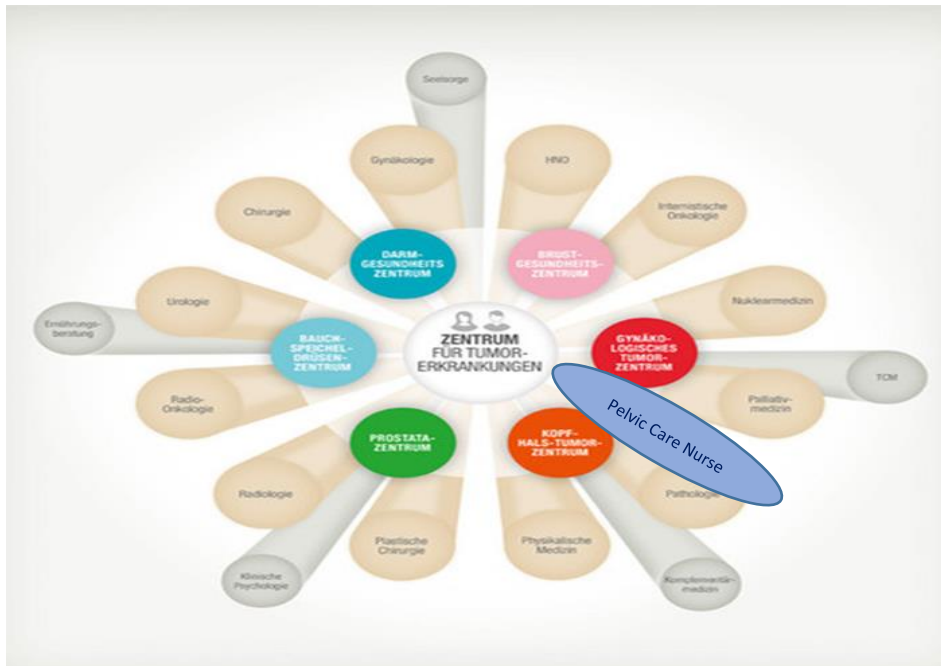 Seelsorge
Gynäkologie
HNO
Chirurgie
Internistische
Onkologie
DARM-
GESUNDHEITS
ZENTRUM
BRUST-
GESUNDHEITS-
ZENTRUM
Urologie
Nuklearmedizin
Ernährungs-
beratung
BAUCH-
SPEICHEL-
DRÜSEN-
ZENTRUM
ZENTRUM
FÜR TUMOR-
ERKRANKUNGEN
GYNÄKO-
LOGISCHES
TUMOR-
ZENTRUM
TCM
Radio-
Onkologie
Palliativ-
medizin
Pelvic Care Nurse
PROSTATA-
ZENTRUM
KOPF-
HALS-TUMOR-
ZENTRUM
Radiologie
Pathologie
Plastische
Chirurgie
Physikalische
Medizin
Klinische
Psychologie
Komplementär-
medizin